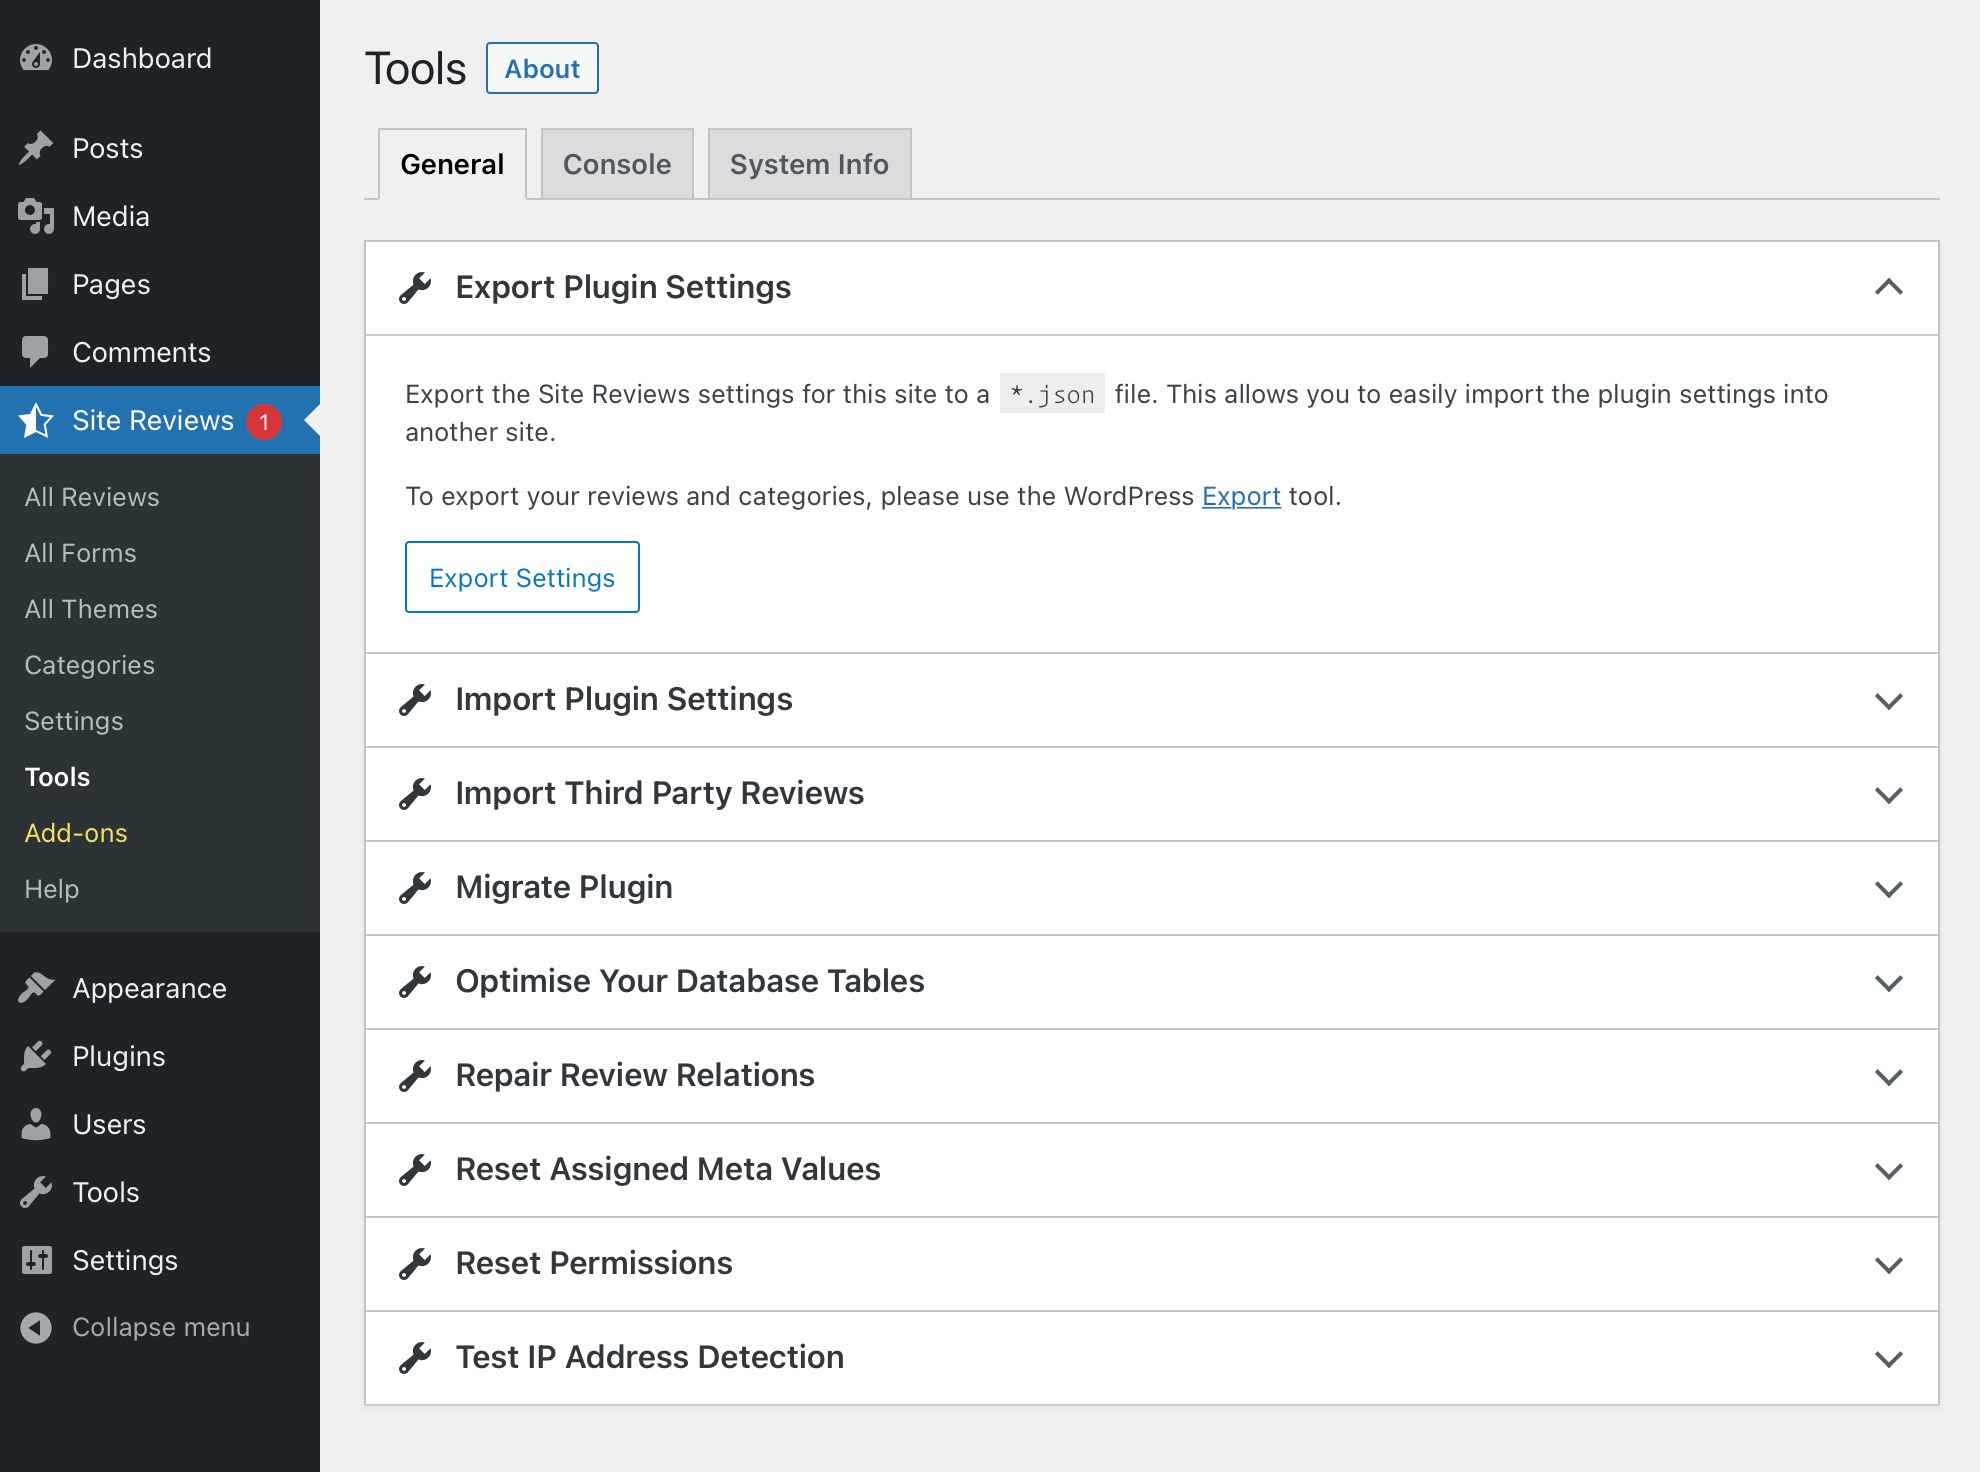 Dashboard
Posts
Media
Pages
Comments
Site Reviews 1
All Reviews
All Forms
All Themes
Categories
Settings
Tools
Add-ons
Help
Appearance
Plugins
Users
Tools
Settings
Collapse menu
Tools About
General Console System Info
Export Plugin Settings
Export the Site Reviews settings for this site to a *.json file. This allows you to easily import the plugin settings into
another site.
To export your reviews and categories, please use the WordPress Export tool.
Export Settings
Import Plugin Settings
Import Third Party Reviews
Migrate Plugin
Optimise Your Database Tables
Repair Review Relations
Reset Assigned Meta Values
Reset Permissions
Test IP Address Detection